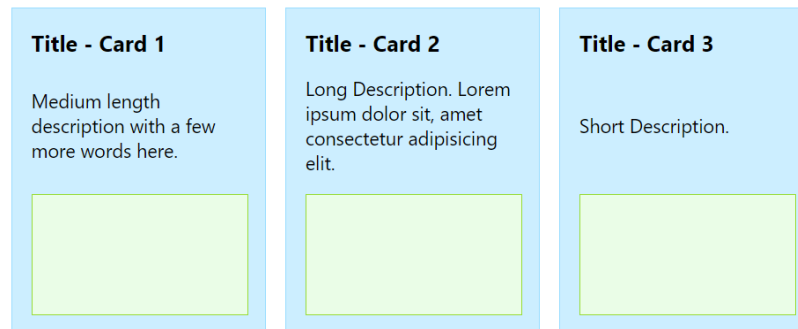 Title - Card 1
Medium length
description with a few
more words here.
Title - Card 2
Long Description. Lorem
ipsum dolor sit, amet
consectetur adipisicing
elit.
Title - Card 3
Short Description.